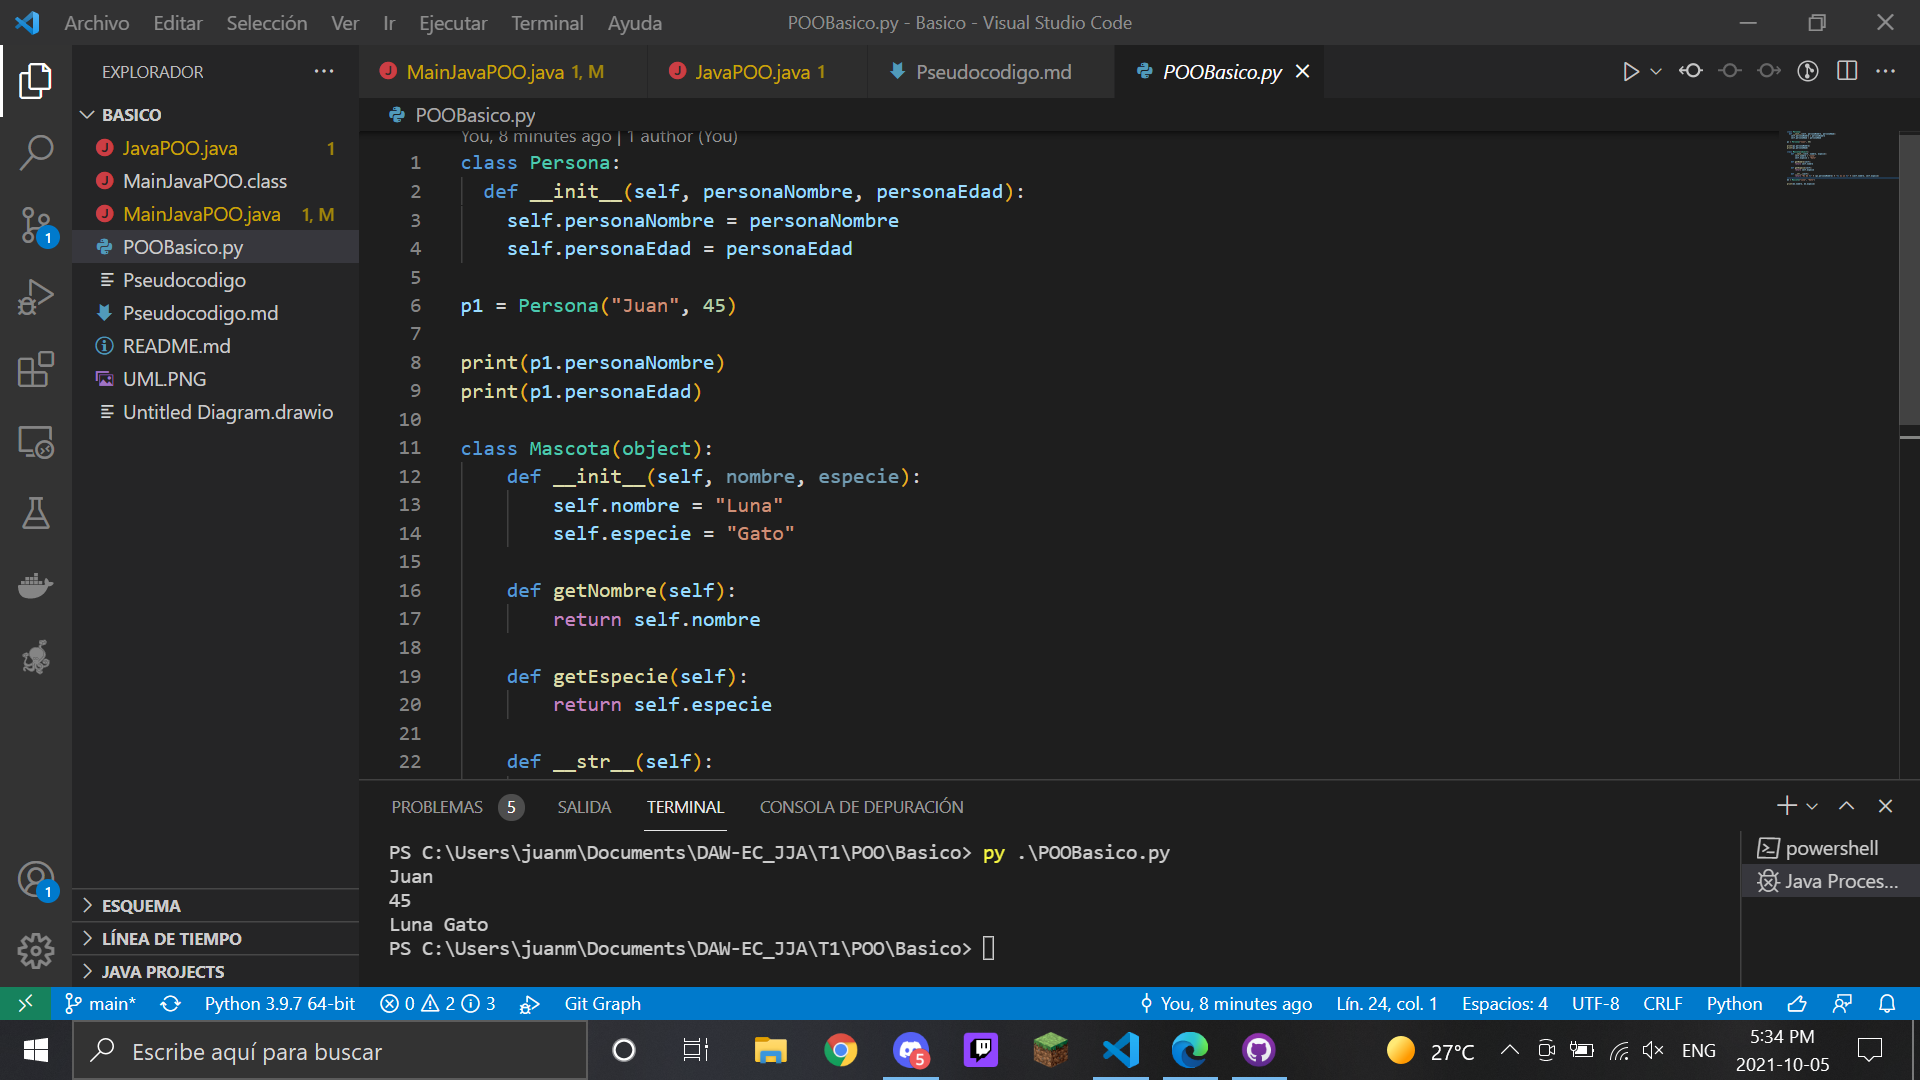 Archivo Editar Selección Ver Ir Ejecutar Terminal Ayuda
POOBasico.py - Basico - Visual Studio Code
EXPLORADOR
BASICO
JavaPOO.java 1
MainJavaPOO.class
MainJavaPOO.java 1, M
POOBasico.py
Pseudocodigo
Pseudocodigo.md
README.md
UML.PNG
Untitled Diagram.drawio
ESQUEMA
LÍNEA DE TIEMPO
JAVA PROJECTS
1
1
MainJavaPOO.java 1, M
JavaPOO.java 1
Pseudocodigo.md
POOBasico.py
POOBasico.py
You, 8 minutes ago | 1 author (You)
1 class Persona:
2 def __init__(self, personaNombre, personaEdad):
3 self.personaNombre = personaNombre
4 self.personaEdad = personaEdad
5
6 p1 = Persona("Juan", 45)
7
8 print(p1.personaNombre)
9 print(p1.personaEdad)
10
11 class Mascota(object):
12 def __init__(self, nombre, especie):
13 self.nombre = "Luna"
14 self.especie = "Gato"
15
16 def getNombre(self):
17 return self.nombre
18
19 def getEspecie(self):
20 return self.especie
21
22 def __str__(self):
PROBLEMAS 5 SALIDA TERMINAL CONSOLA DE DEPURACIÓN
PS C:\Users\juanm\Documents\DAW-EC_JJA\T1\POO\Basico> py .\POOBasico.py
Juan
45
Luna Gato
PS C:\Users\juanm\Documents\DAW-EC_JJA\T1\POO\Basico>
powershell
Java Proces...
main* Python 3.9.7 64-bit 0 2 3 Git Graph
You, 8 minutes ago Lín. 24, col. 1 Espacios: 4 UTF-8 CRLF Python
Escribe aquí para buscar
5
27°C
ENG
5:34 PM
2021-10-05